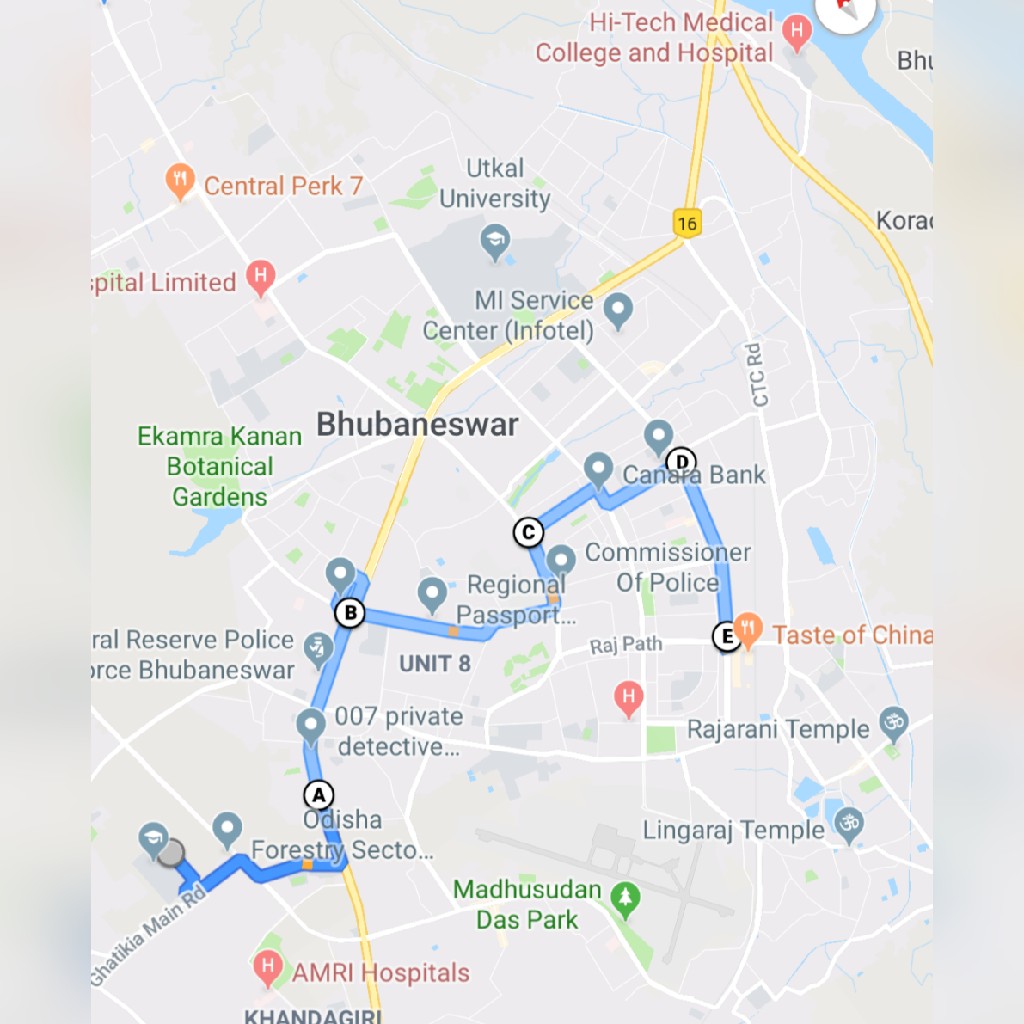 Hi-Tech Medical
College and Hospital
Bhu
Utkal
University
Central Perk 7
16
Korac
spital Limited
MI Service
Center (Infotel)
CTC Rd
Bhubaneswar
Ekamra Kanan
Botanical
Gardens
D
Canara Bank
C
Commissioner
Of Police
Regional
Passport...
B
ral Reserve Police
orce Bhubaneswar
E
Taste of China
Raj Path
UNIT 8
007 private
detective...
Rajarani Temple
A
Odisha
Forestry Secto...
Lingaraj Temple
Madhusudan
Das Park
Ghatikia Main Rd
AMRI Hospitals
KHANDAGIRI